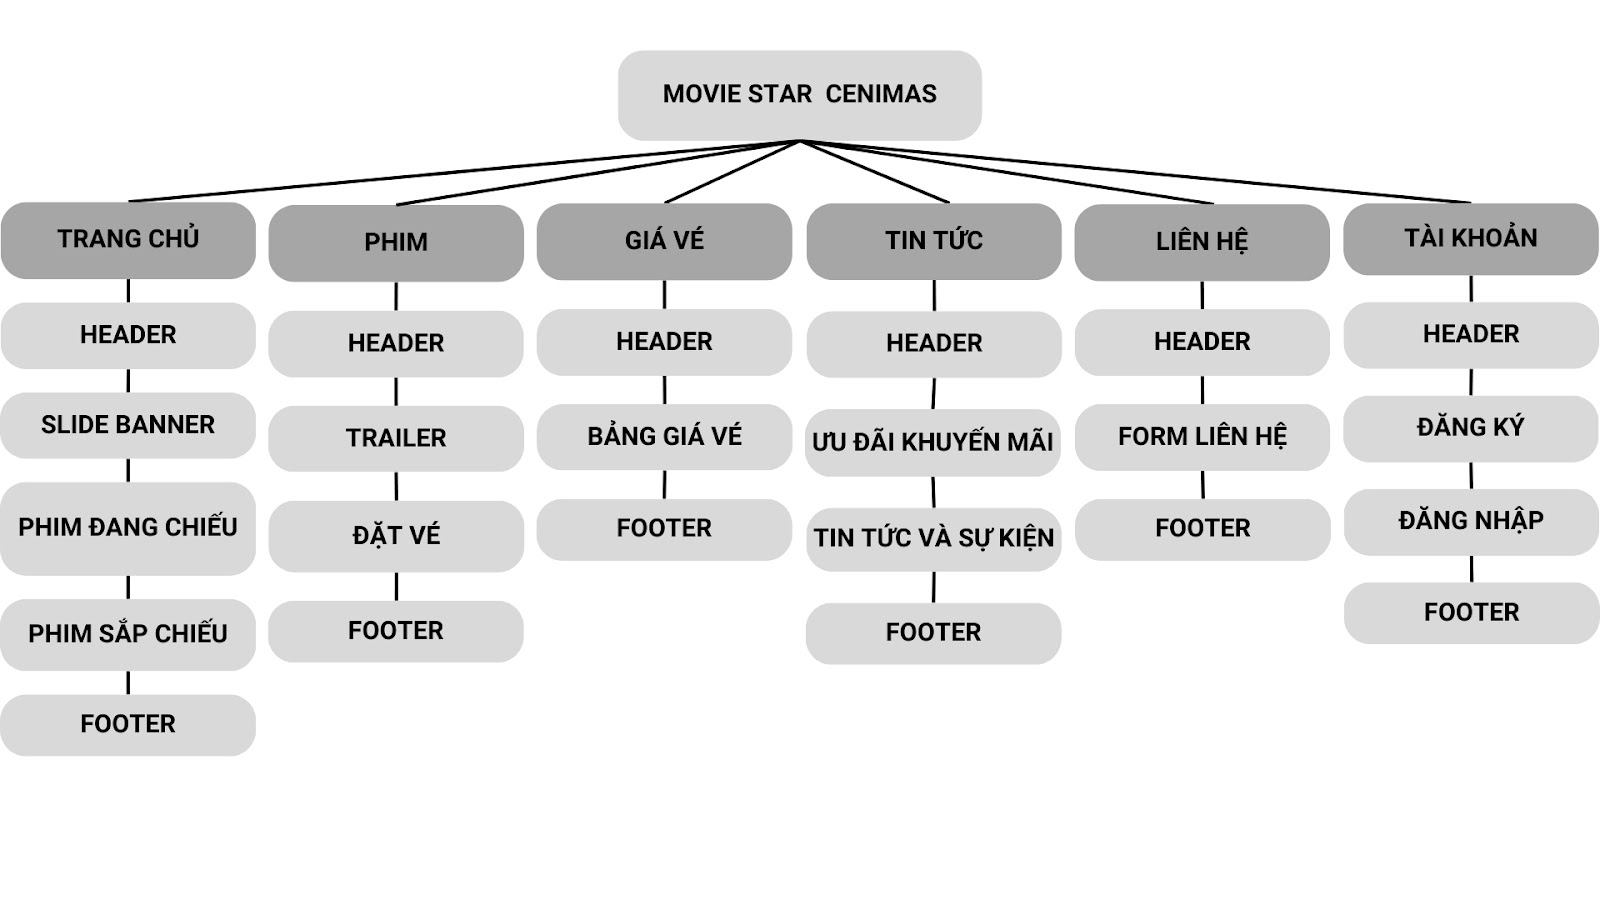 MOVIE STAR CENIMAS
TRANG CHỦ
HEADER
SLIDE BANNER
PHIM ĐANG CHIẾU
PHIM SẮP CHIẾU
FOOTER
PHIM
HEADER
TRAILER
ĐẶT VÉ
FOOTER
GIÁ VÉ
HEADER
BẢNG GIÁ VÉ
FOOTER
TIN TỨC
HEADER
ƯU ĐÃI KHUYẾN MÃI
TIN TỨC VÀ SỰ KIỆN
FOOTER
LIÊN HỆ
HEADER
FORM LIÊN HỆ
FOOTER
TÀI KHOẢN
HEADER
ĐĂNG KÝ
ĐĂNG NHẬP
FOOTER